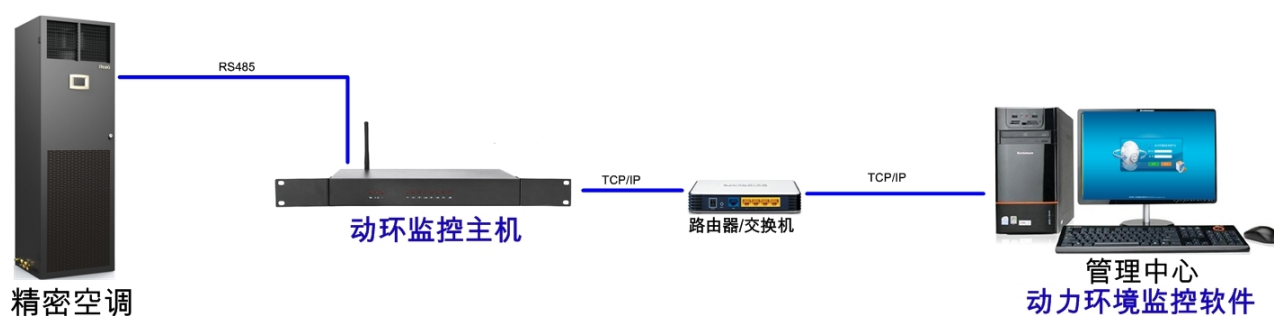 RS485
TCP/IP
TCP/IP
动环监控主机
路由器/交换机
管理中心
动力环境监控软件
精密空调